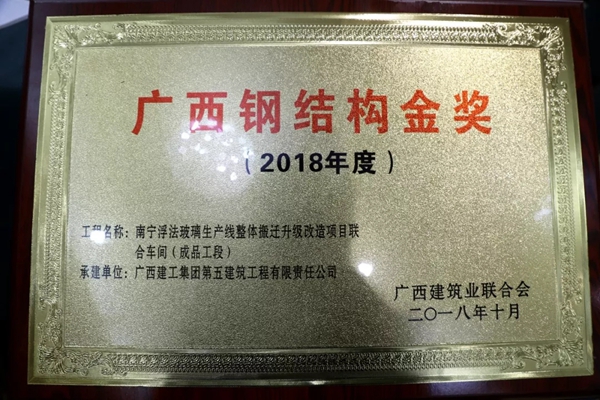 广西钢结构金奖
（2018年度）
工程名称：南宁浮法玻璃生产线整体搬迁升级改造项目联
合车间（成品工段）
承建单位：广西建工集团第五建筑工程有限责任公司
广西建筑业联合会
二〇一八年十月